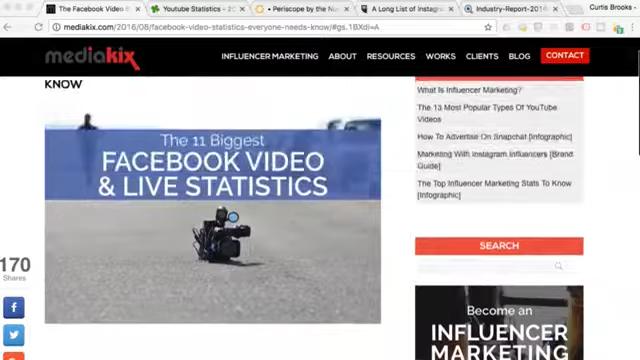 The Facebook Video
Youtube Statistics - 20
Periscope by the Nu
A Long List of Instagra
Industry-Report-2016
Curtis Brooks -
mediakix.com/2016/08/facebook-video-statistics-everyone-needs-know/#gs.1BXdi=A
mediakix
INFLUENCER MARKETING ABOUT RESOURCES WORKS CLIENTS BLOG CONTACT
KNOW
The 11 Biggest
FACEBOOK VIDEO
& LIVE STATISTICS
170
Shares
What Is Influencer Marketing?
The 13 Most Popular Types Of YouTube
Videos
How To Advertise On Snapchat [Infographic]
Marketing With Instagram Influencers [Brand
Guide]
The Top Influencer Marketing Stats To Know
[Infographic]
SEARCH
Become an
INFLUENCER
MARKETING